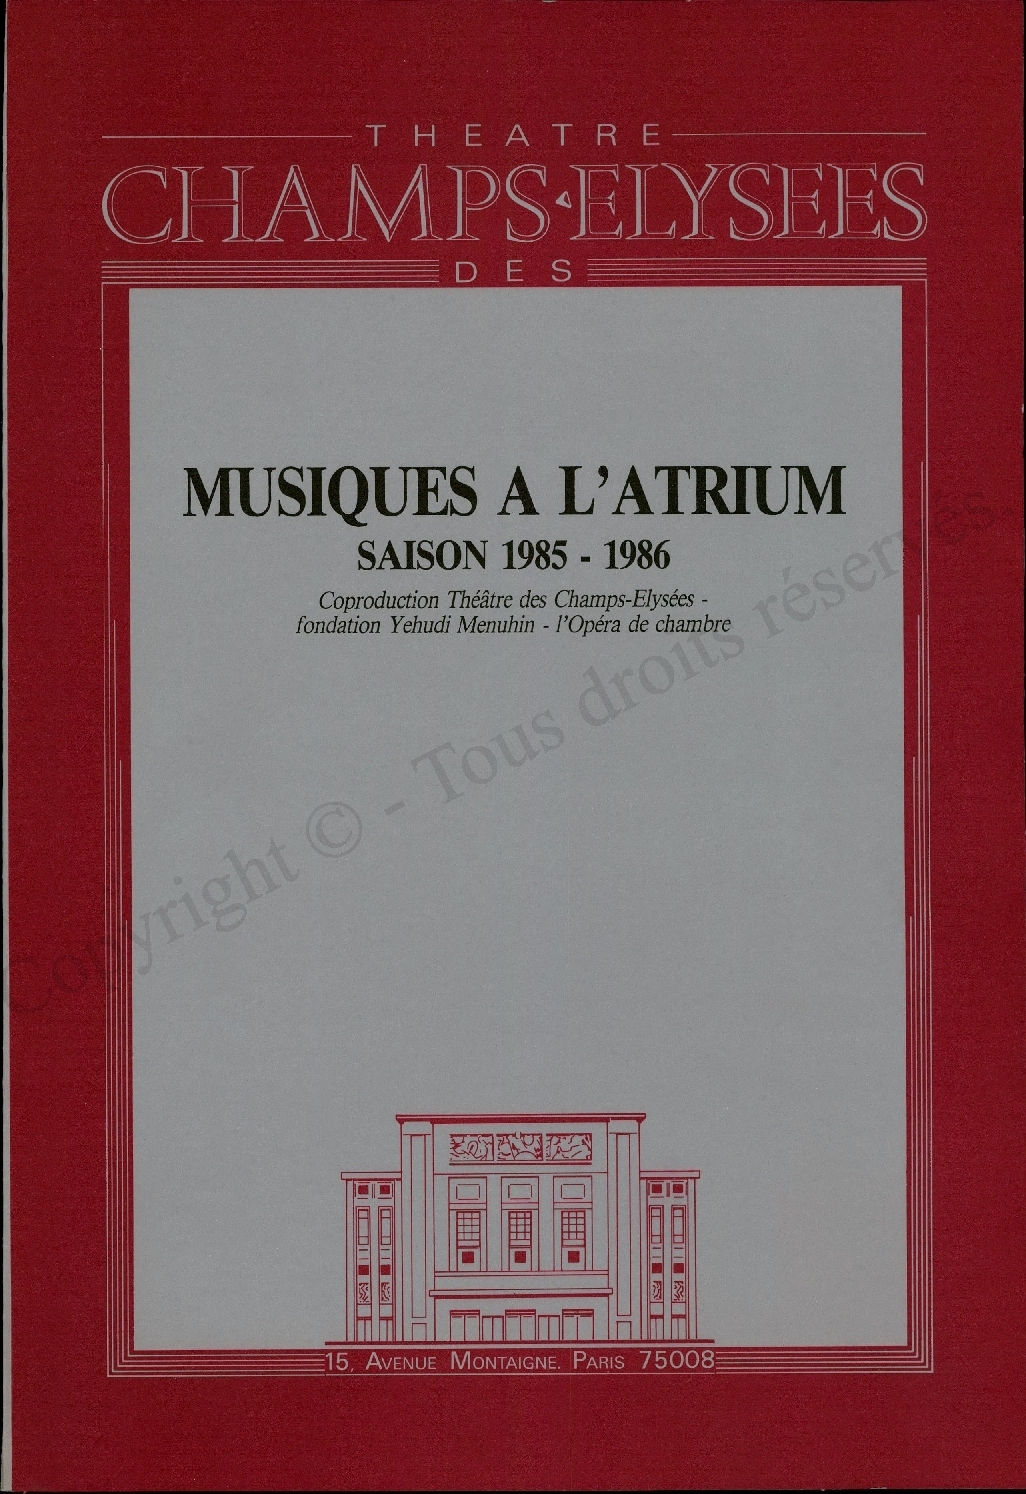 THEATRE
CHAMPS-ELYSEES
DES
MUSIQUES A L'ATRIUM
SAISON 1985 - 1986
Coproduction Théâtre des Champs-Elysées -
fondation Yehudi Menuhin - l'Opéra de chambre
Copyright © - Tous droits réservés.
15, AVENUE MONTAIGNE. PARIS 75008